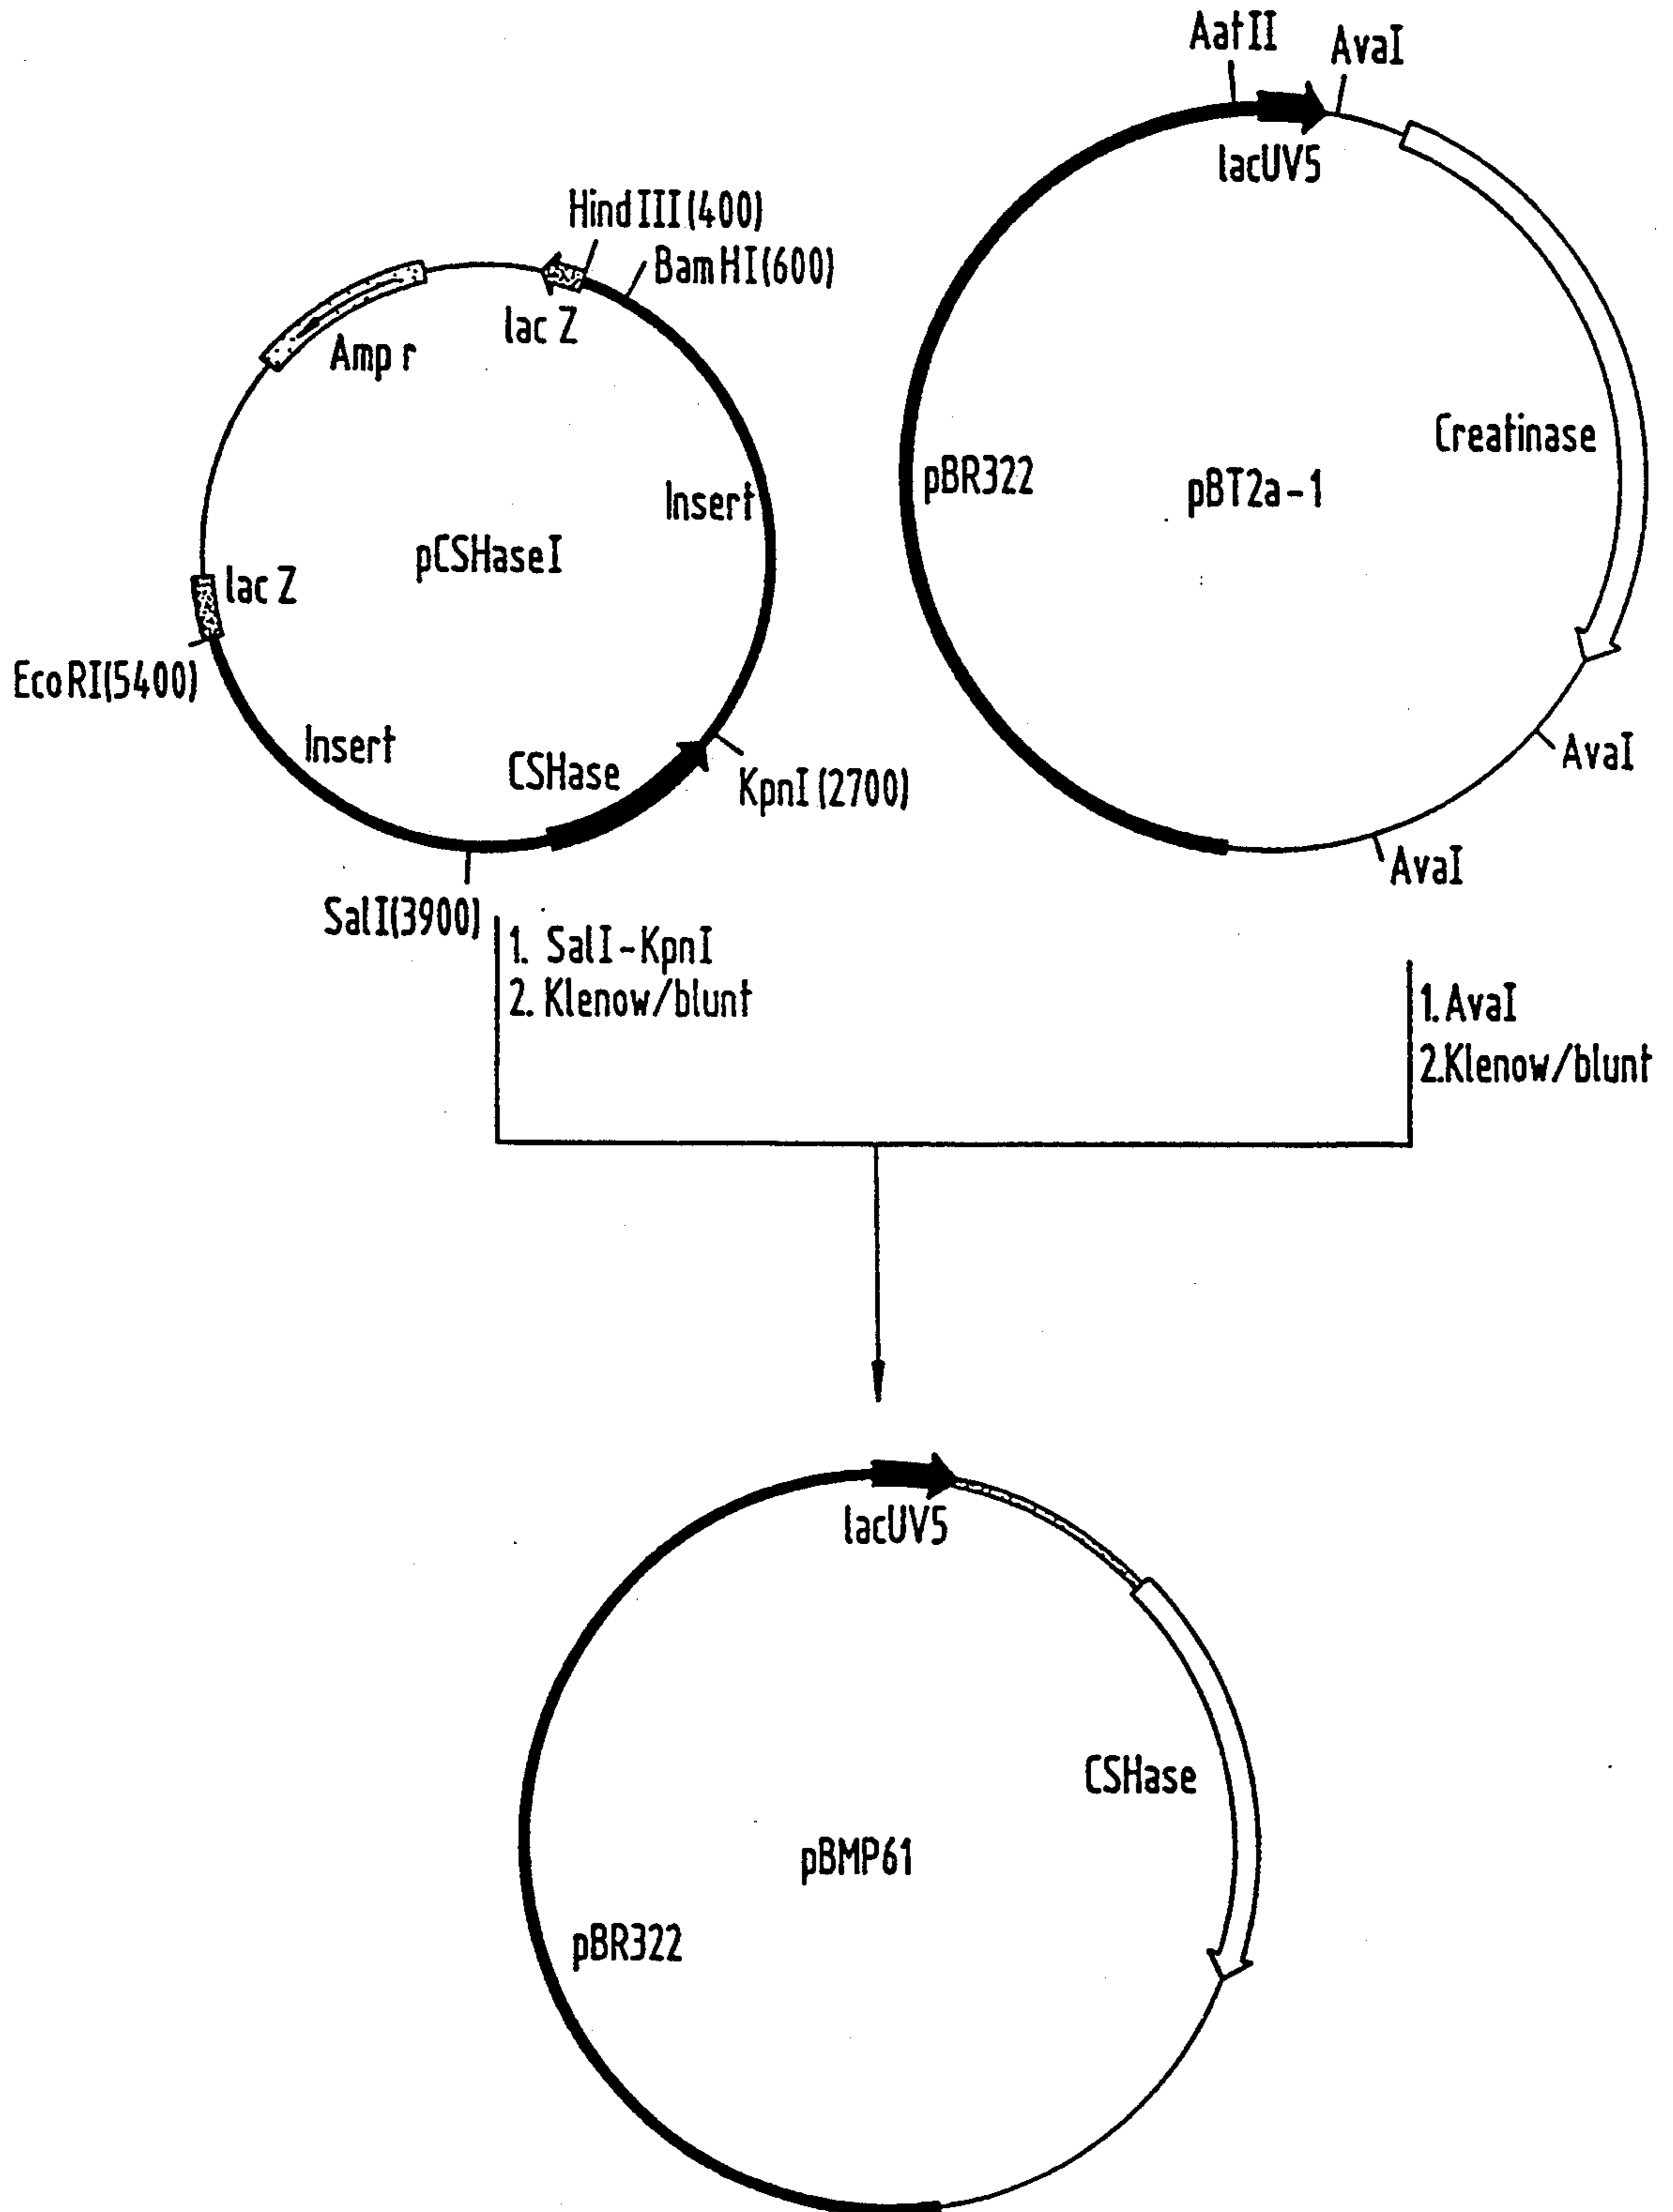 AatII
AvaI
lacUV5
HindIII(400)
BamHI(600)
lac Z
Amp r
Creatinase
pBR322
pBT2a-1
Insert
pCSHaseI
lac Z
EcoRI(5400)
Insert
CSHase
KpnI(2700)
AvaI
AvaI
SalI(3900)
1. SalI-KpnI
2. Klenow/blunt
1. AvaI
2. Klenow/blunt
lacUV5
CSHase
pBMP61
pBR322